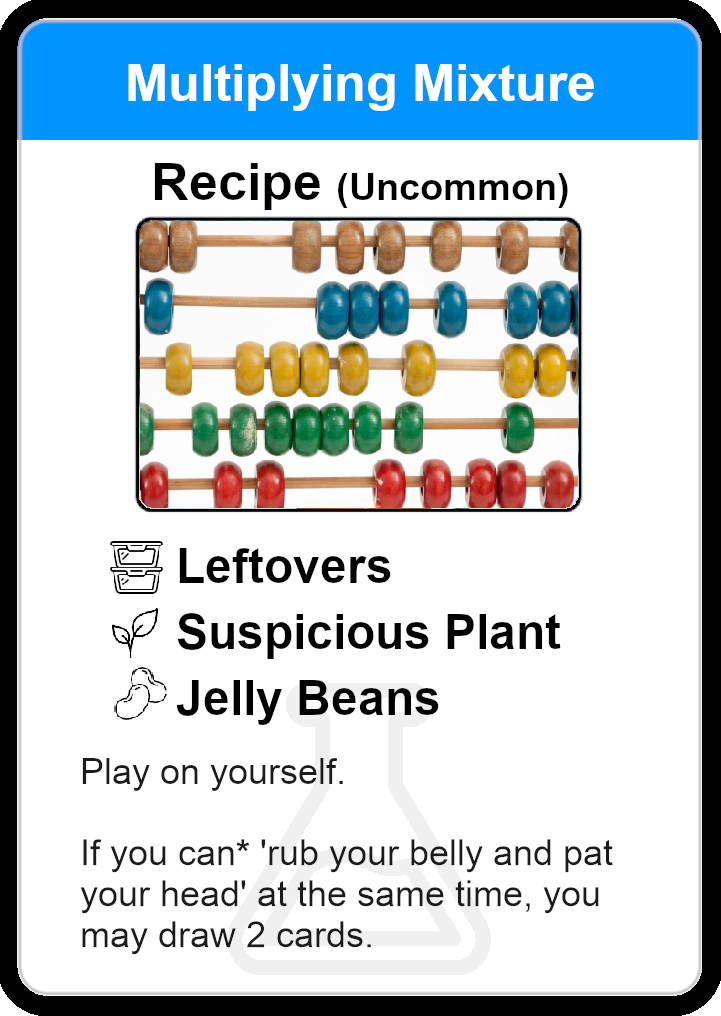 Multiplying Mixture
Recipe (Uncommon)
Leftovers
Suspicious Plant
Jelly Beans
Play on yourself.
If you can* 'rub your belly and pat
your head' at the same time, you
may draw 2 cards.